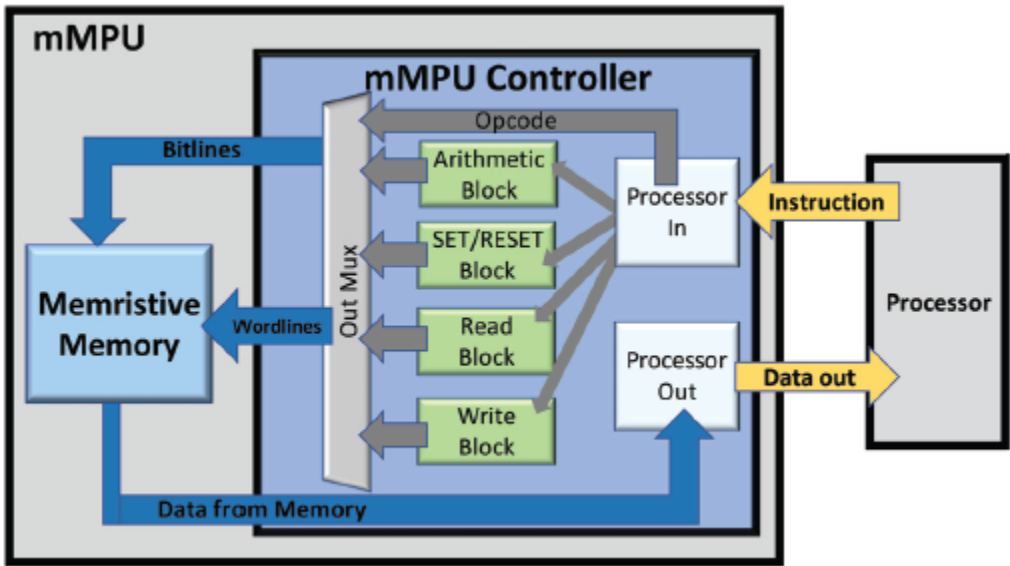 mMPU
mMPU Controller
Opcode
Bitlines
Arithmetic
Block
Processor
In
Instruction
SET/RESET
Block
Out Mux
Memristive
Memory
Wordlines
Read
Block
Processor
Processor
Out
Data out
Write
Block
Data from Memory